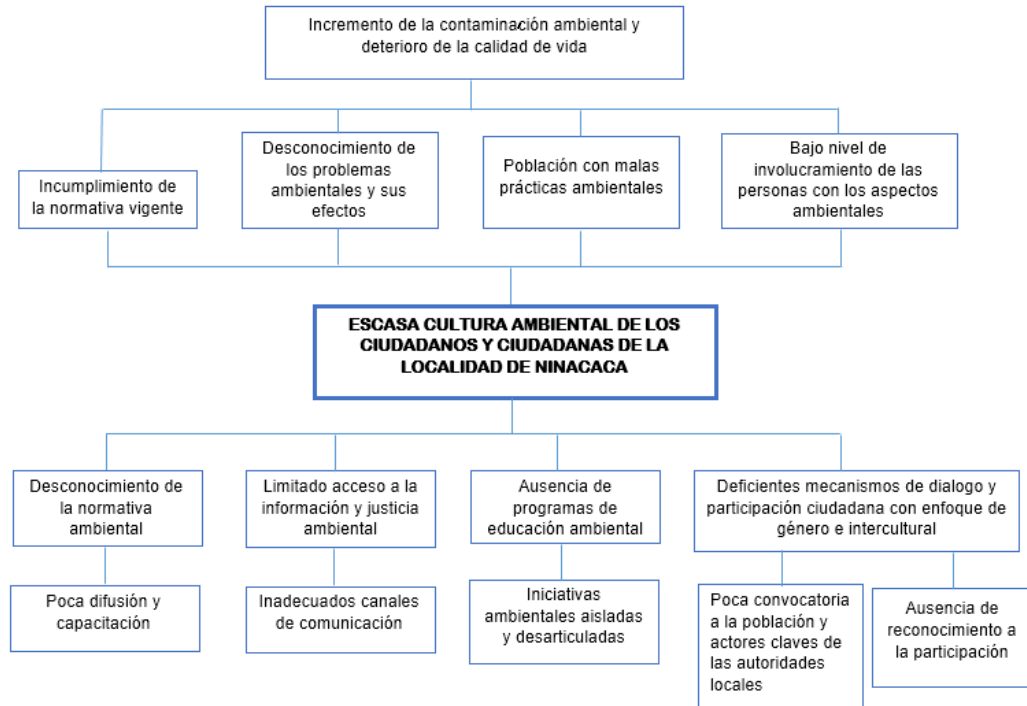 Incremento de la contaminación ambiental y
deterioro de la calidad de vida
Incumplimiento de
la normativa vigente
Desconocimiento de
los problemas
ambientales y sus
efectos
Población con malas
prácticas ambientales
Bajo nivel de
involucramiento de las
personas con los aspectos
ambientales
ESCASA CULTURA AMBIENTAL DE LOS
CIUDADANOS Y CIUDADANAS DE LA
LOCALIDAD DE NINACACA
Desconocimiento de
la normativa
ambiental
Limitado acceso a la
información y justicia
ambiental
Ausencia de
programas de
educación ambiental
Deficientes mecanismos de dialogo y
participación ciudadana con enfoque de
género e intercultural
Poca difusión y
capacitación
Inadecuados canales
de comunicación
Iniciativas
ambientales aisladas
y desarticuladas
Poca convocatoria
a la población y
actores claves de
las autoridades
locales
Ausencia de
reconocimiento a
la participación